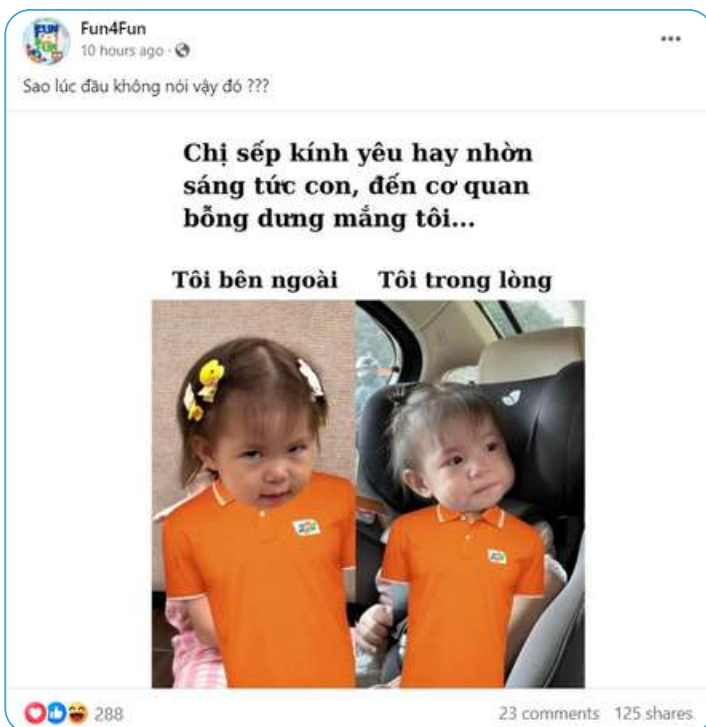 Fun4Fun
10 hours ago
Sao lúc đầu không nói vậy đó ???
Chị sếp kính yêu hay nhờn
sáng tức con, đến cơ quan
bỗng dưng mắng tôi...
Tôi bên ngoài Tôi trong lòng
288 23 comments 125 shares